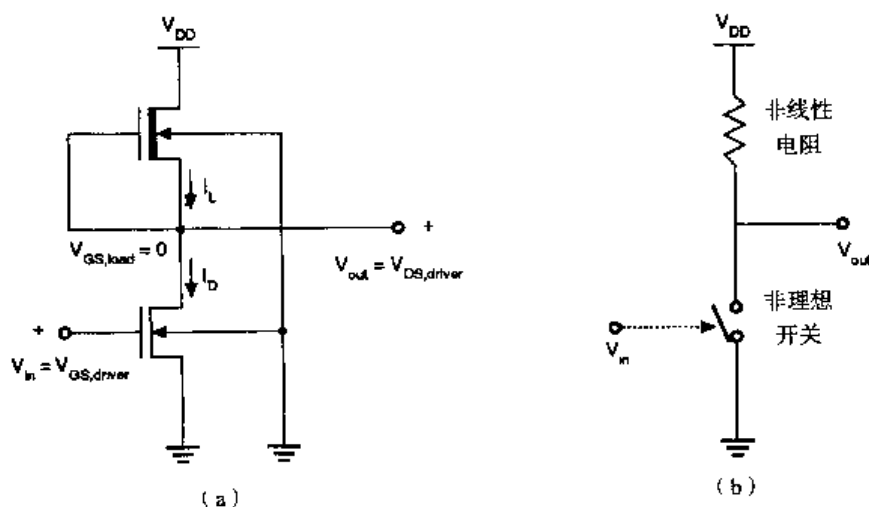 V_DD
I_L
V_GS,load = 0
I_D
+
V_out = V_DS,driver
+
V_in = V_GS,driver
(a)
V_DD
非线性
电阻
V_out
非理想
开关
V_in
(b)